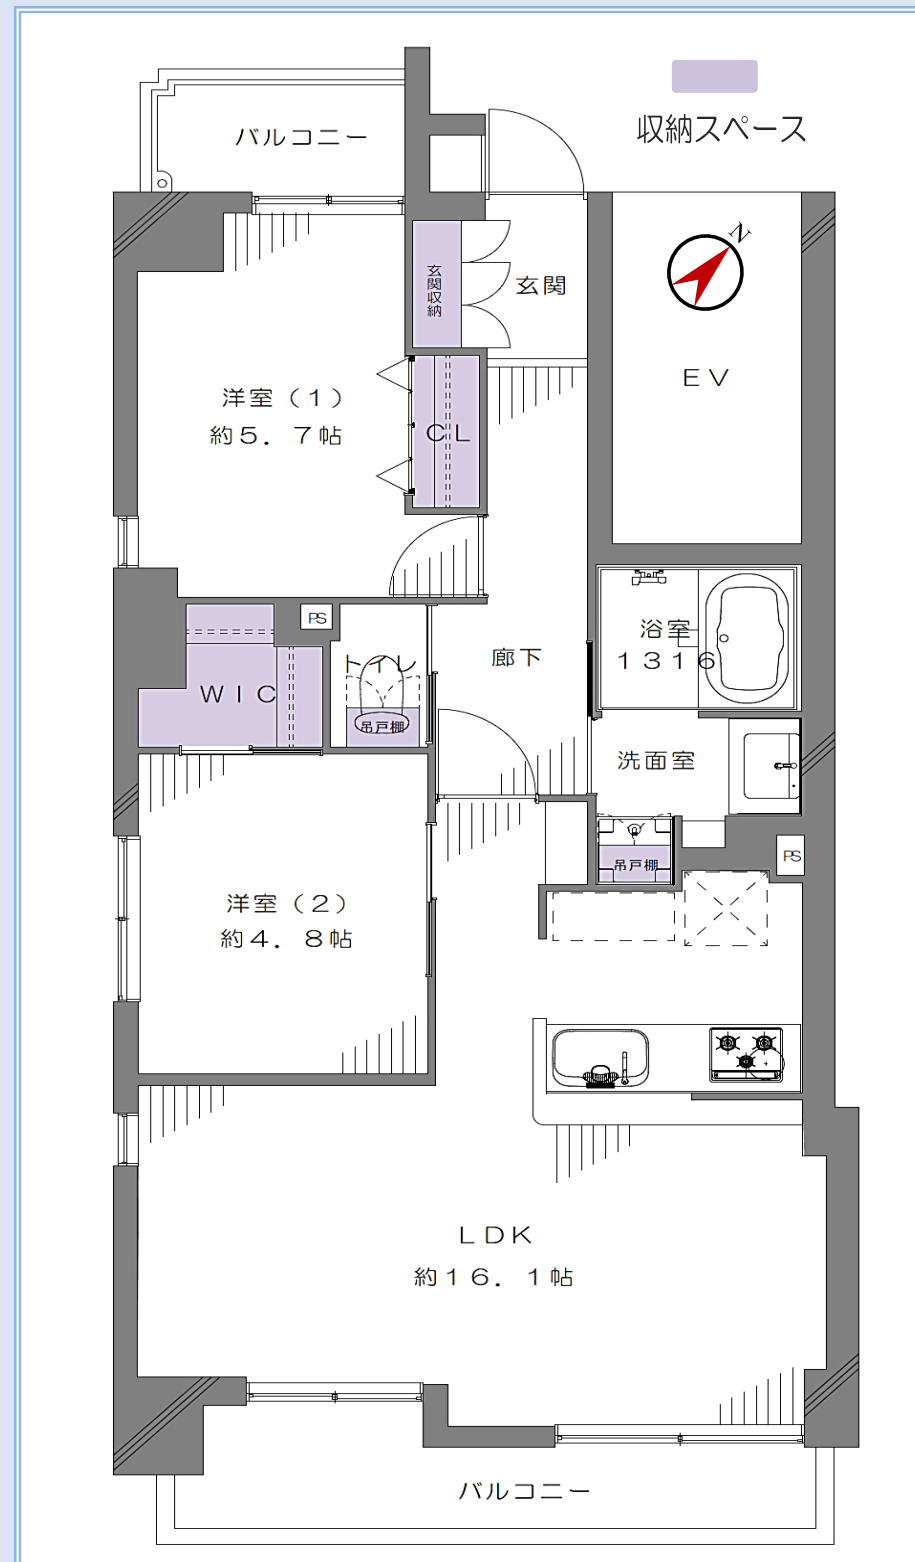 収納スペース
バルコニー
N
玄関収納
玄関
EV
洋室(1)
約5.7帖
CL
PS
浴室
1316
廊下
トイレ
WIC
吊戸棚
洗面室
PS
吊戸棚
洋室(2)
約4.8帖
LDK
約16.1帖
バルコニー